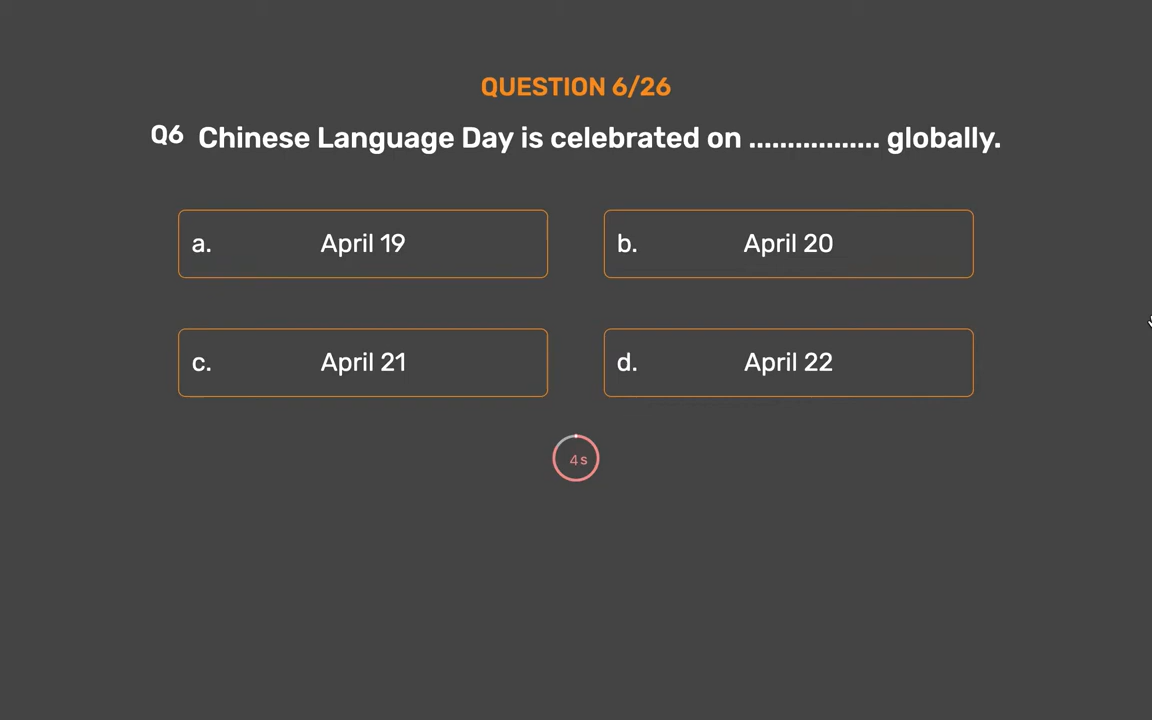 QUESTION 6/26
Q6 Chinese Language Day is celebrated on ................. globally.
a. April 19
b. April 20
c. April 21
d. April 22
4 s